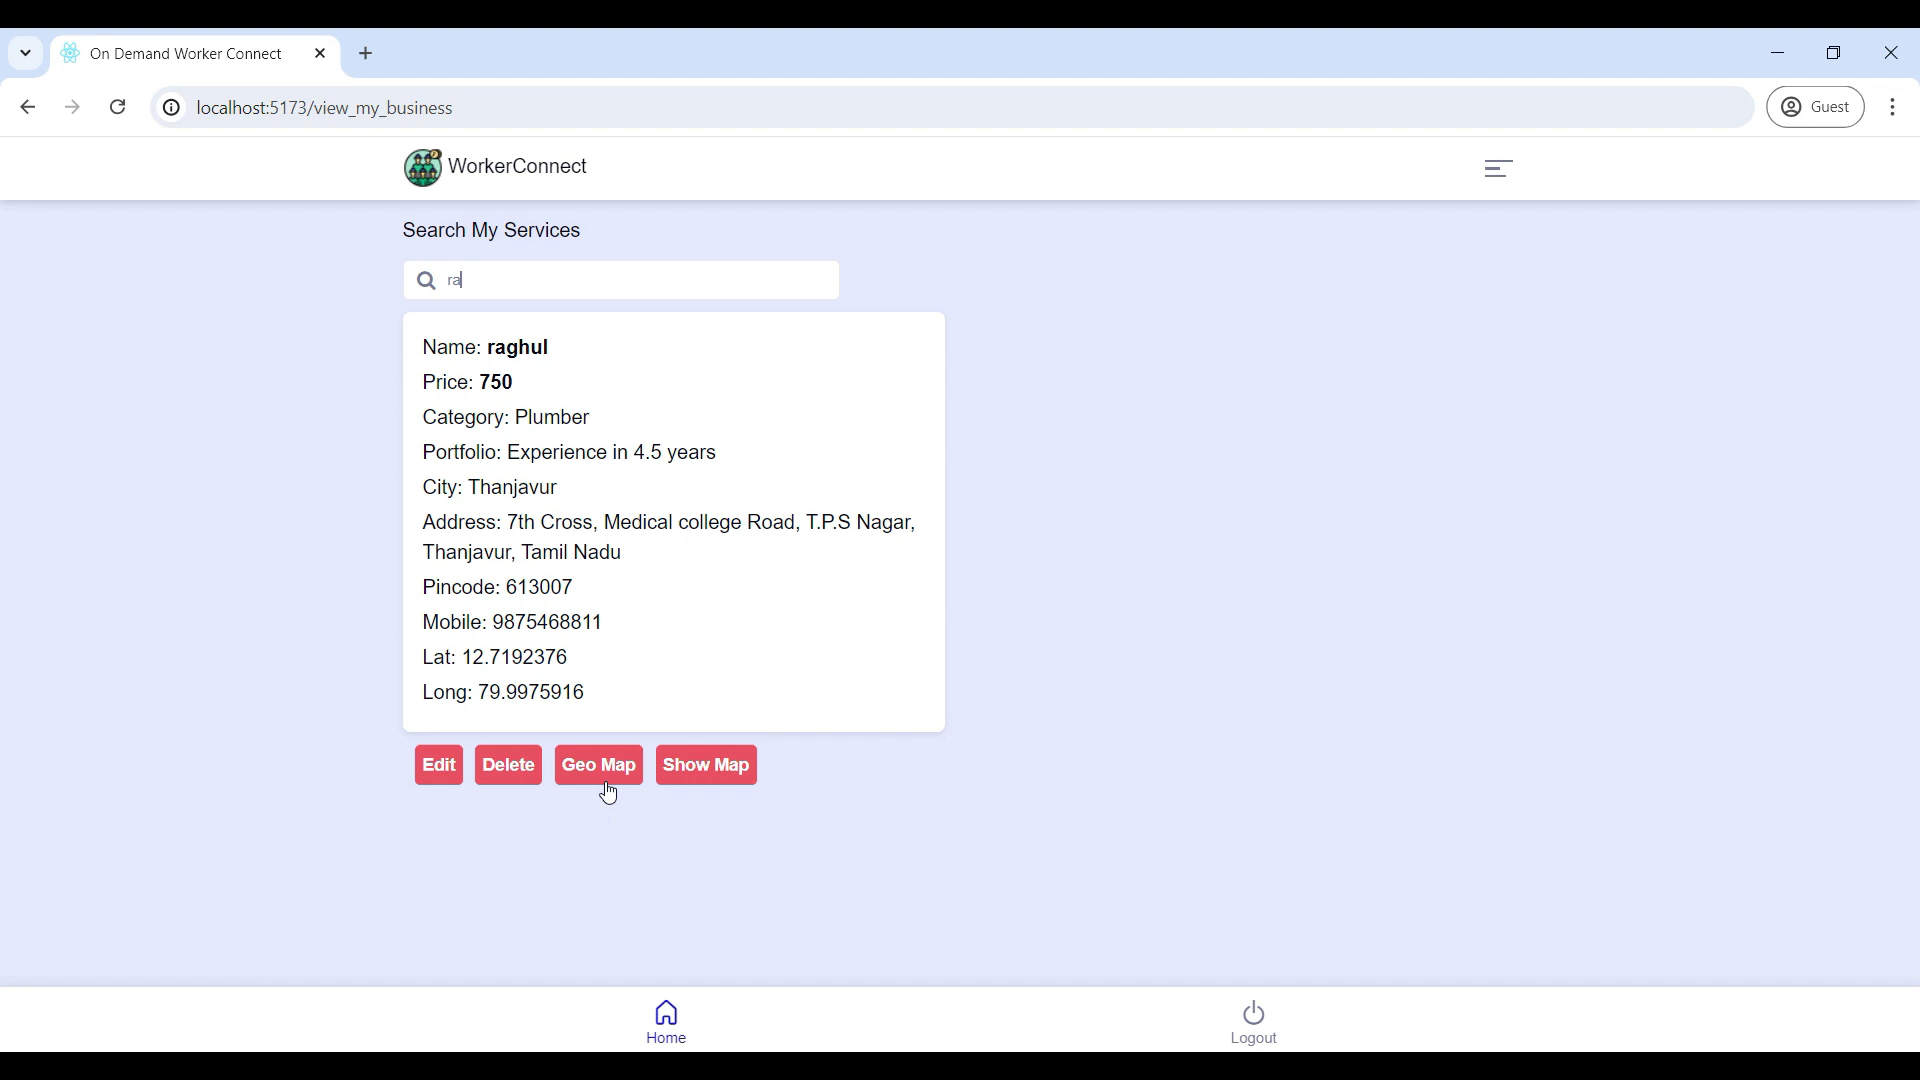 On Demand Worker Connect
localhost:5173/view_my_business
Guest
WorkerConnect
Search My Services
ra
Name: raghul
Price: 750
Category: Plumber
Portfolio: Experience in 4.5 years
City: Thanjavur
Address: 7th Cross, Medical college Road, T.P.S Nagar,
Thanjavur, Tamil Nadu
Pincode: 613007
Mobile: 9875468811
Lat: 12.7192376
Long: 79.9975916
Edit Delete Geo Map Show Map
Home Logout